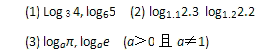 (1) Log₃4, log₆5 (2) log₁.₁2.3 log₁.₂2.2
(3) logₐπ, logₐe (a>0 且 a≠1)